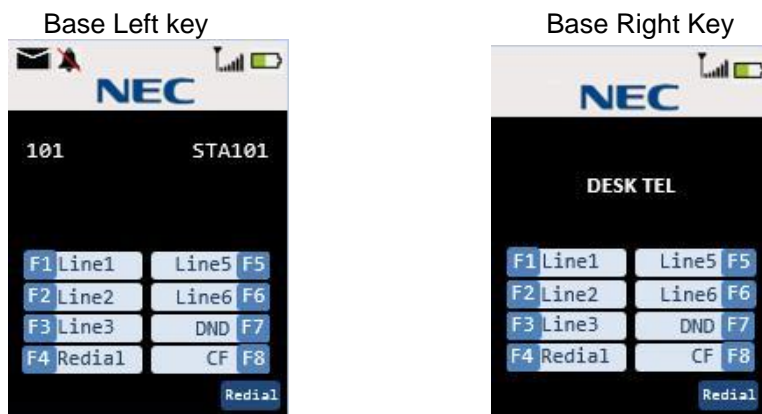 Base Left key
NEC
101 STA101
F1 Line1 Line5 F5
F2 Line2 Line6 F6
F3 Line3 DND F7
F4 Redial CF F8
Redial
Base Right Key
NEC
DESK TEL
F1 Line1 Line5 F5
F2 Line2 Line6 F6
F3 Line3 DND F7
F4 Redial CF F8
Redial